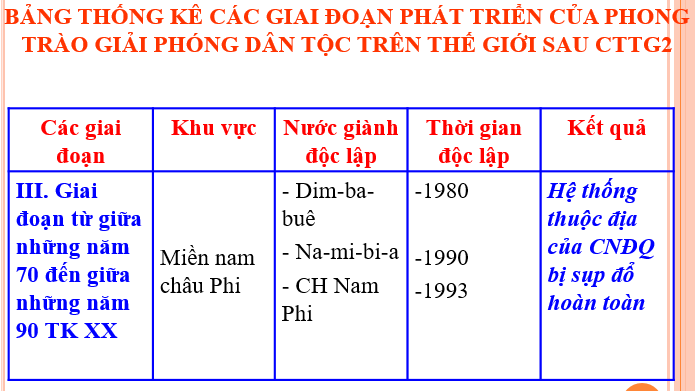 BẢNG THỐNG KÊ CÁC GIAI ĐOẠN PHÁT TRIỂN CỦA PHONG
TRÀO GIẢI PHÓNG DÂN TỘC TRÊN THẾ GIỚI SAU CTTG2
Các giai
đoạn
Khu vực
Nước giành
độc lập
Thời gian
độc lập
Kết quả
III. Giai
đoạn từ giữa
những năm
70 đến giữa
những năm
90 TK XX
Miền nam
châu Phi
- Dim-ba-
buê
- Na-mi-bi-a
- CH Nam
Phi
-1980
-1990
-1993
Hệ thống
thuộc địa
của CNĐQ
bị sụp đổ
hoàn toàn